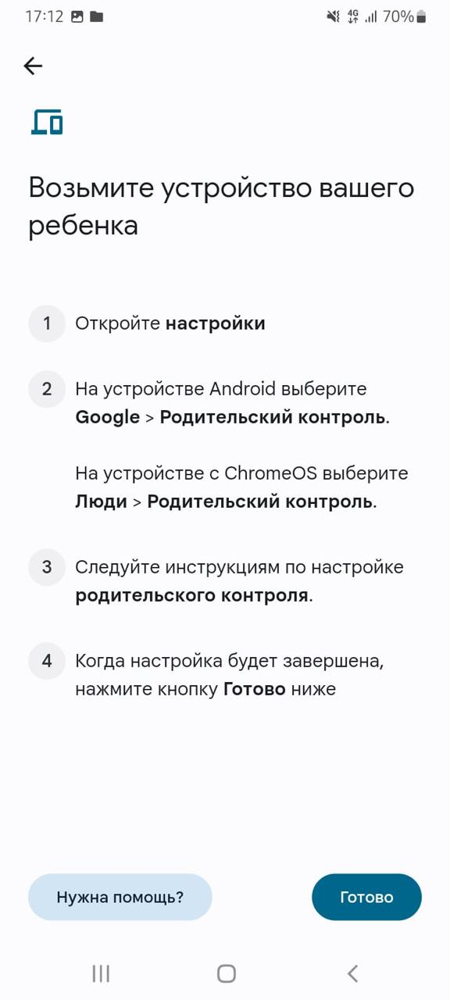 17:12 4G 70%
Возьмите устройство вашего
ребенка
1 Откройте настройки
2 На устройстве Android выберите
Google > Родительский контроль.
На устройстве с ChromeOS выберите
Люди > Родительский контроль.
3 Следуйте инструкциям по настройке
родительского контроля.
4 Когда настройка будет завершена,
нажмите кнопку Готово ниже
Нужна помощь? Готово